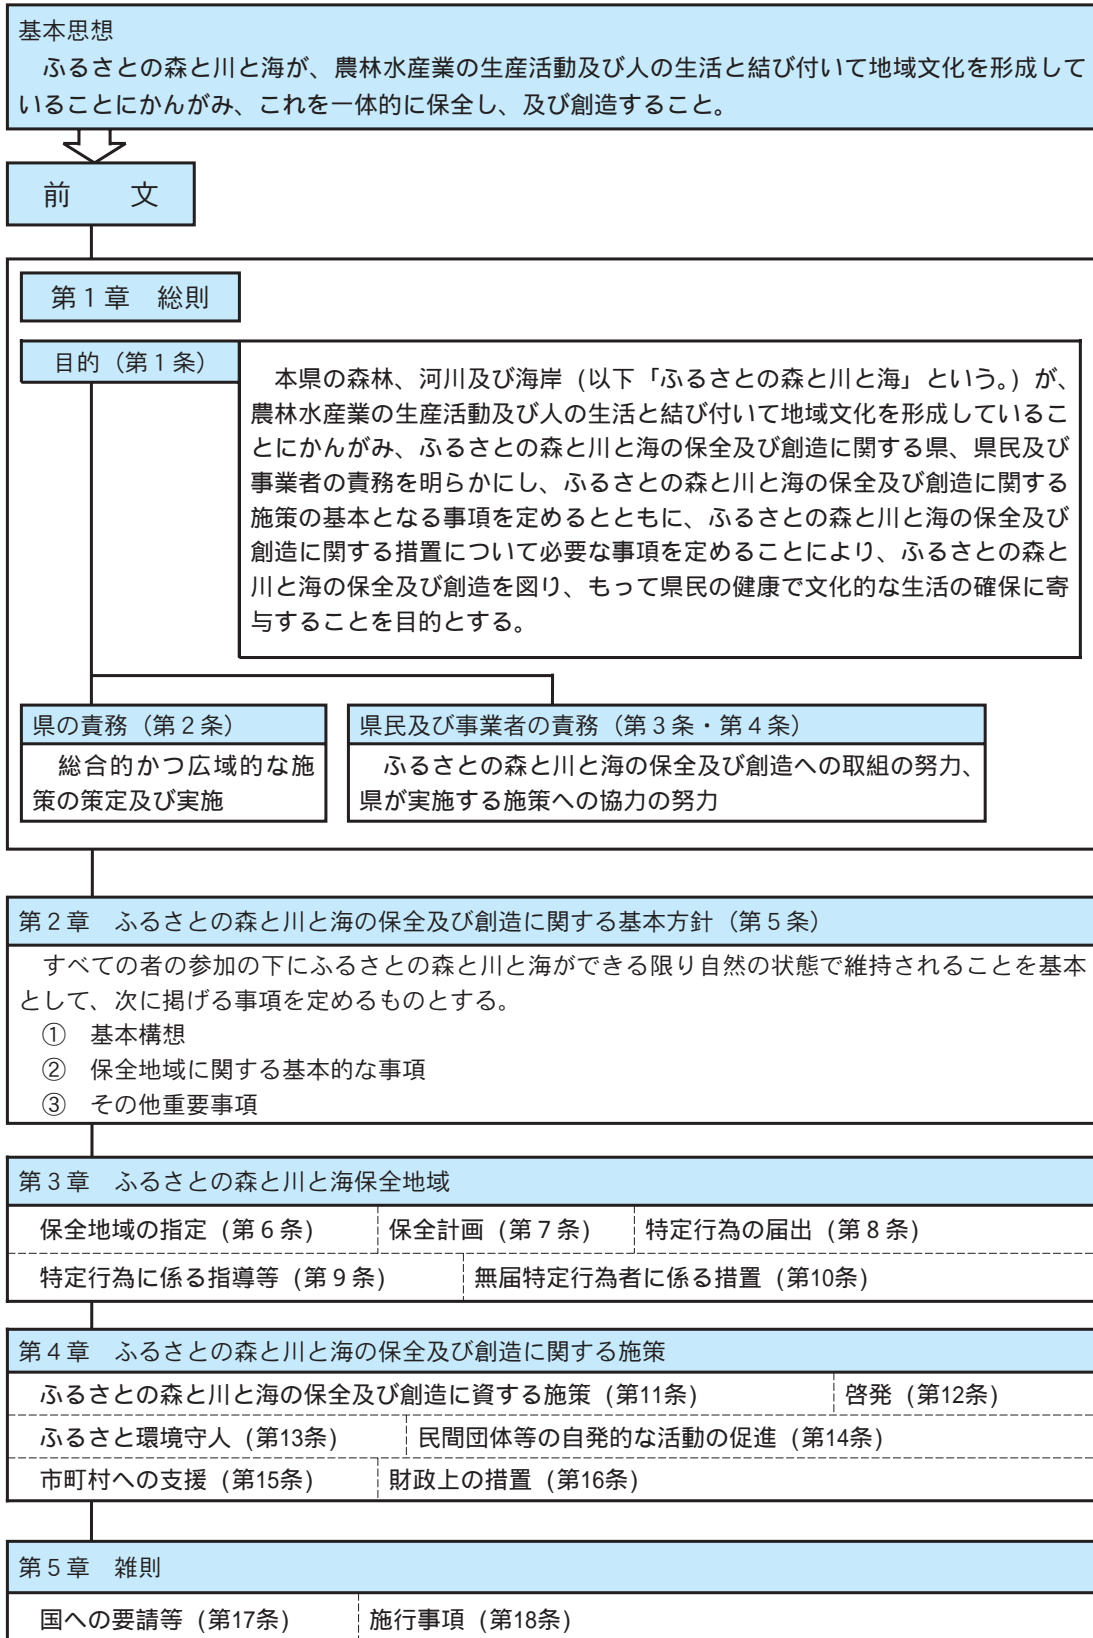 基本思想
　ふるさとの森と川と海が、農林水産業の生産活動及び人の生活と結び付いて地域文化を形成して
いることにかんがみ、これを一体的に保全し、及び創造すること。
前　　文
第１章　総則
目的（第１条）
　本県の森林、河川及び海岸（以下「ふるさとの森と川と海」という。）が、
農林水産業の生産活動及び人の生活と結び付いて地域文化を形成しているこ
とにかんがみ、ふるさとの森と川と海の保全及び創造に関する県、県民及び
事業者の責務を明らかにし、ふるさとの森と川と海の保全及び創造に関する
施策の基本となる事項を定めるとともに、ふるさとの森と川と海の保全及び
創造に関する措置について必要な事項を定めることにより、ふるさとの森と
川と海の保全及び創造を図り、もって県民の健康で文化的な生活の確保に寄
与することを目的とする。
県の責務（第２条）
　総合的かつ広域的な施
策の策定及び実施
県民及び事業者の責務（第３条・第４条）
　ふるさとの森と川と海の保全及び創造への取組の努力、
県が実施する施策への協力の努力
第２章　ふるさとの森と川と海の保全及び創造に関する基本方針（第５条）
　すべての者の参加の下にふるさとの森と川と海ができる限り自然の状態で維持されることを基本
として、次に掲げる事項を定めるものとする。
①　基本構想
②　保全地域に関する基本的な事項
③　その他重要事項
第３章　ふるさとの森と川と海保全地域
保全地域の指定（第６条）　保全計画（第７条）　特定行為の届出（第８条）
特定行為に係る指導等（第９条）　無届特定行為者に係る措置（第10条）
第４章　ふるさとの森と川と海の保全及び創造に関する施策
ふるさとの森と川と海の保全及び創造に資する施策（第11条）　啓発（第12条）
ふるさと環境守人（第13条）　民間団体等の自発的な活動の促進（第14条）
市町村への支援（第15条）　財政上の措置（第16条）
第５章　雑則
国への要請等（第17条）　施行事項（第18条）